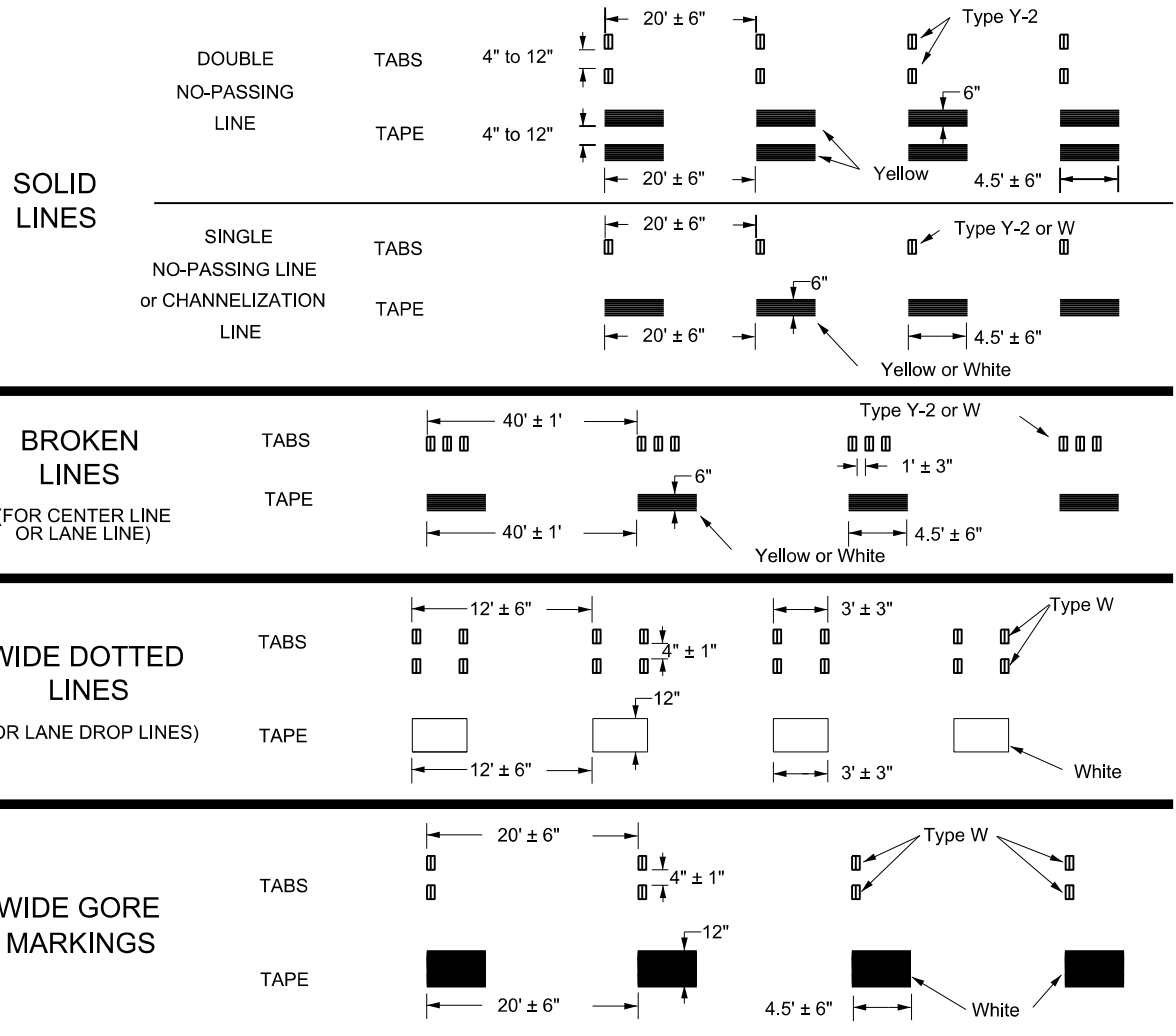 SOLID
LINES
DOUBLE
NO-PASSING
LINE
TABS
4" to 12"
20' ± 6"
Type Y-2
TAPE
4" to 12"
6"
Yellow
20' ± 6"
4.5' ± 6"
SINGLE
NO-PASSING LINE
or CHANNELIZATION
LINE
TABS
20' ± 6"
Type Y-2 or W
TAPE
6"
20' ± 6"
4.5' ± 6"
Yellow or White
BROKEN
LINES
(FOR CENTER LINE
OR LANE LINE)
TABS
40' ± 1'
Type Y-2 or W
1' ± 3"
TAPE
6"
40' ± 1'
4.5' ± 6"
Yellow or White
WIDE DOTTED
LINES
OR LANE DROP LINES)
TABS
12' ± 6"
3' ± 3"
Type W
4" ± 1"
TAPE
12"
12' ± 6"
3' ± 3"
White
WIDE GORE
MARKINGS
TABS
20' ± 6"
Type W
4" ± 1"
TAPE
12"
20' ± 6"
4.5' ± 6"
White